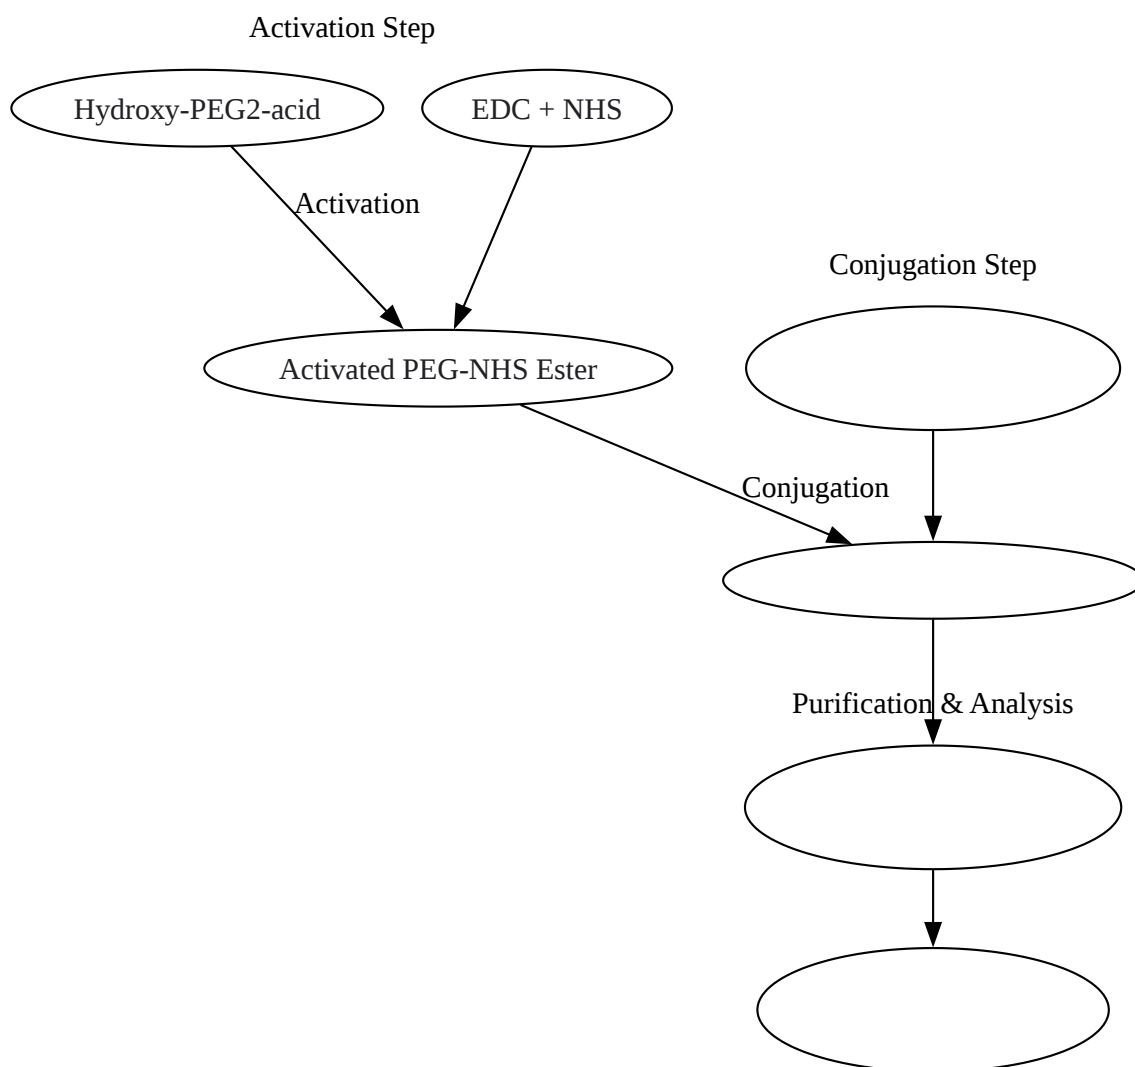 Activation Step
Hydroxy-PEG2-acid
EDC + NHS
Activation
Conjugation Step
Activated PEG-NHS Ester
Conjugation
Purification & Analysis